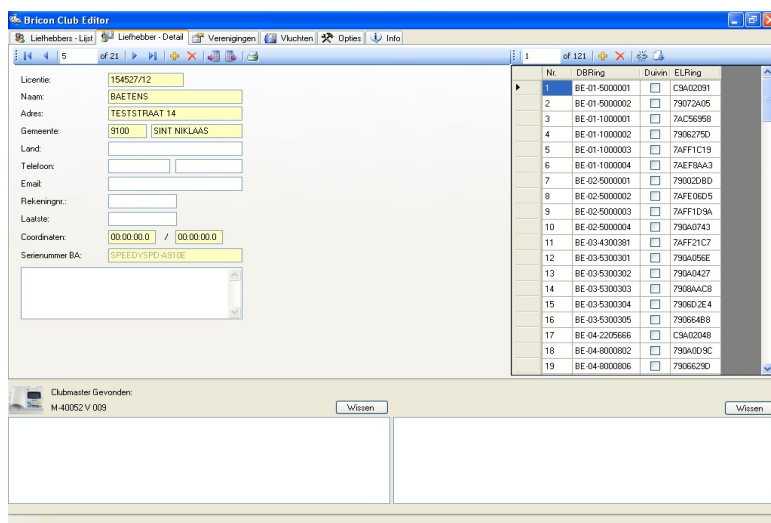 Bricon Club Editor
Liefhebbers - Lijst Liefhebber - Detail Verenigingen Vluchten Opties Info
5 of 21
1 of 121
Licentie: 154527/12
Naam: BAETENS
Adres: TESTSTRAAT 14
Gemeente: 9100 SINT NIKLAAS
Land:
Telefoon:
Email:
Rekeningnr.:
Laatste:
Coordinaten: 00:00:00.0 / 00:00:00.0
Serienummer BA: SPEEDYSPD-A910E
Nr. DBRing Duivin ELRing
1 BE-01-5000001 C9A02091
2 BE-01-5000002 79072A05
3 BE-01-1000001 7AC56958
4 BE-01-1000002 7906275D
5 BE-01-1000003 7AFF1C19
6 BE-01-1000004 7AEF8AA3
7 BE-02-5000001 79002DBD
8 BE-02-5000002 7AFE06D5
9 BE-02-5000003 7AFF1D9A
10 BE-02-5000004 790A0743
11 BE-03-4300381 7AFF21C7
12 BE-03-5300301 790A056E
13 BE-03-5300302 790A0427
14 BE-03-5300303 7908AAC8
15 BE-03-5300304 7906D2E4
16 BE-03-5300305 790664B8
17 BE-04-2205666 C9A02048
18 BE-04-8000802 790A0D9C
19 BE-04-8000806 7906629D
Clubmaster Gevonden:
M-40052 V 009
Wissen
Wissen